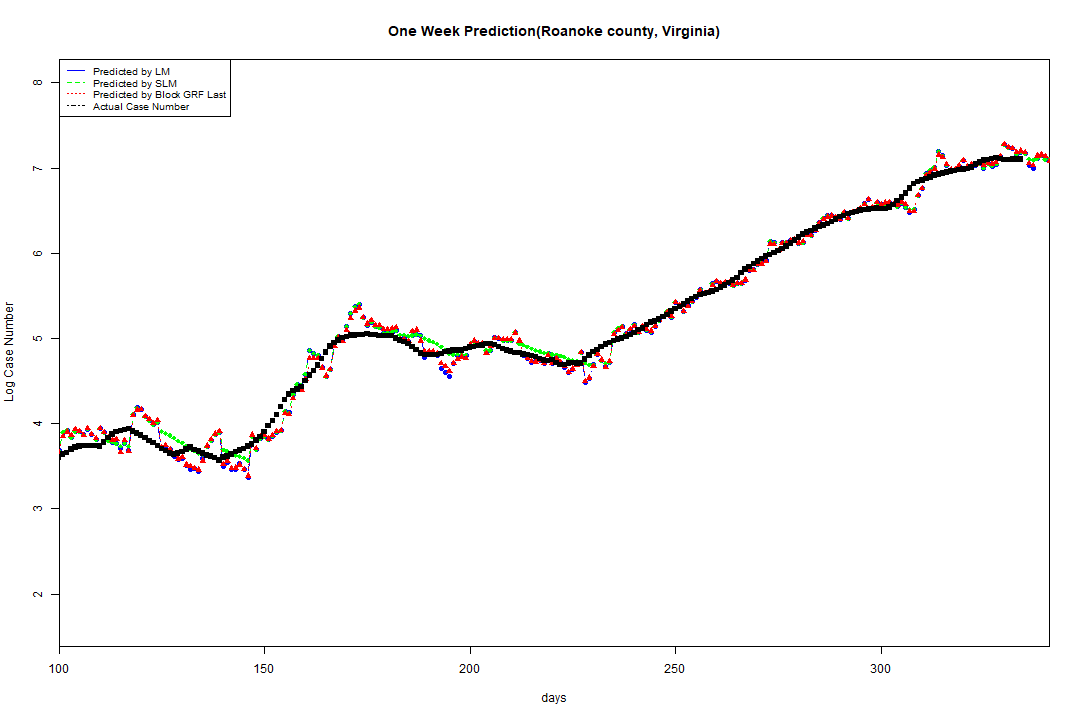 One Week Prediction(Roanoke county, Virginia)
Predicted by LM
Predicted by SLM
Predicted by Block GRF Last
Actual Case Number
8
7
6
5
4
3
2
Log Case Number
100 150 200 250 300
days